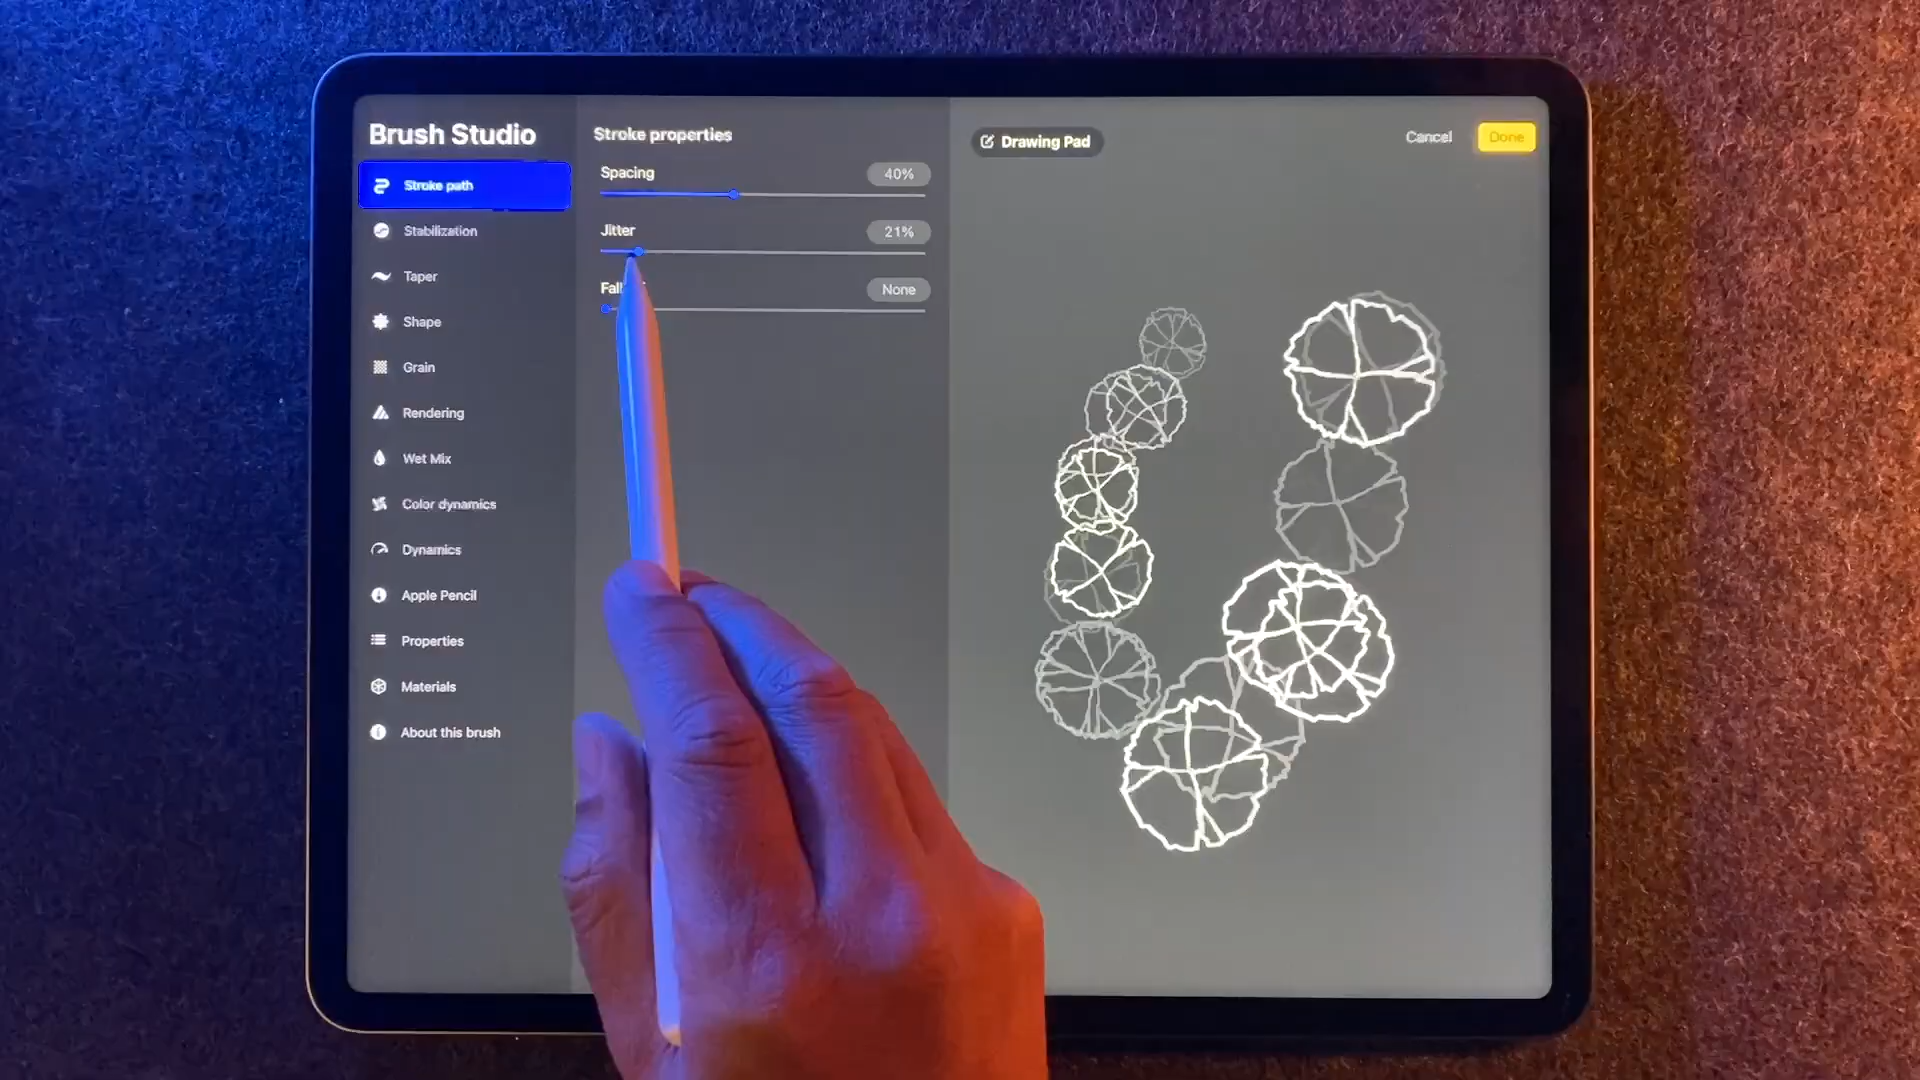 Brush Studio
Stroke path
Stabilization
Taper
Shape
Grain
Rendering
Wet Mix
Color dynamics
Dynamics
Apple Pencil
Properties
Materials
About this brush
Stroke properties
Spacing
40%
Jitter
21%
None
Drawing Pad
Cancel
Done